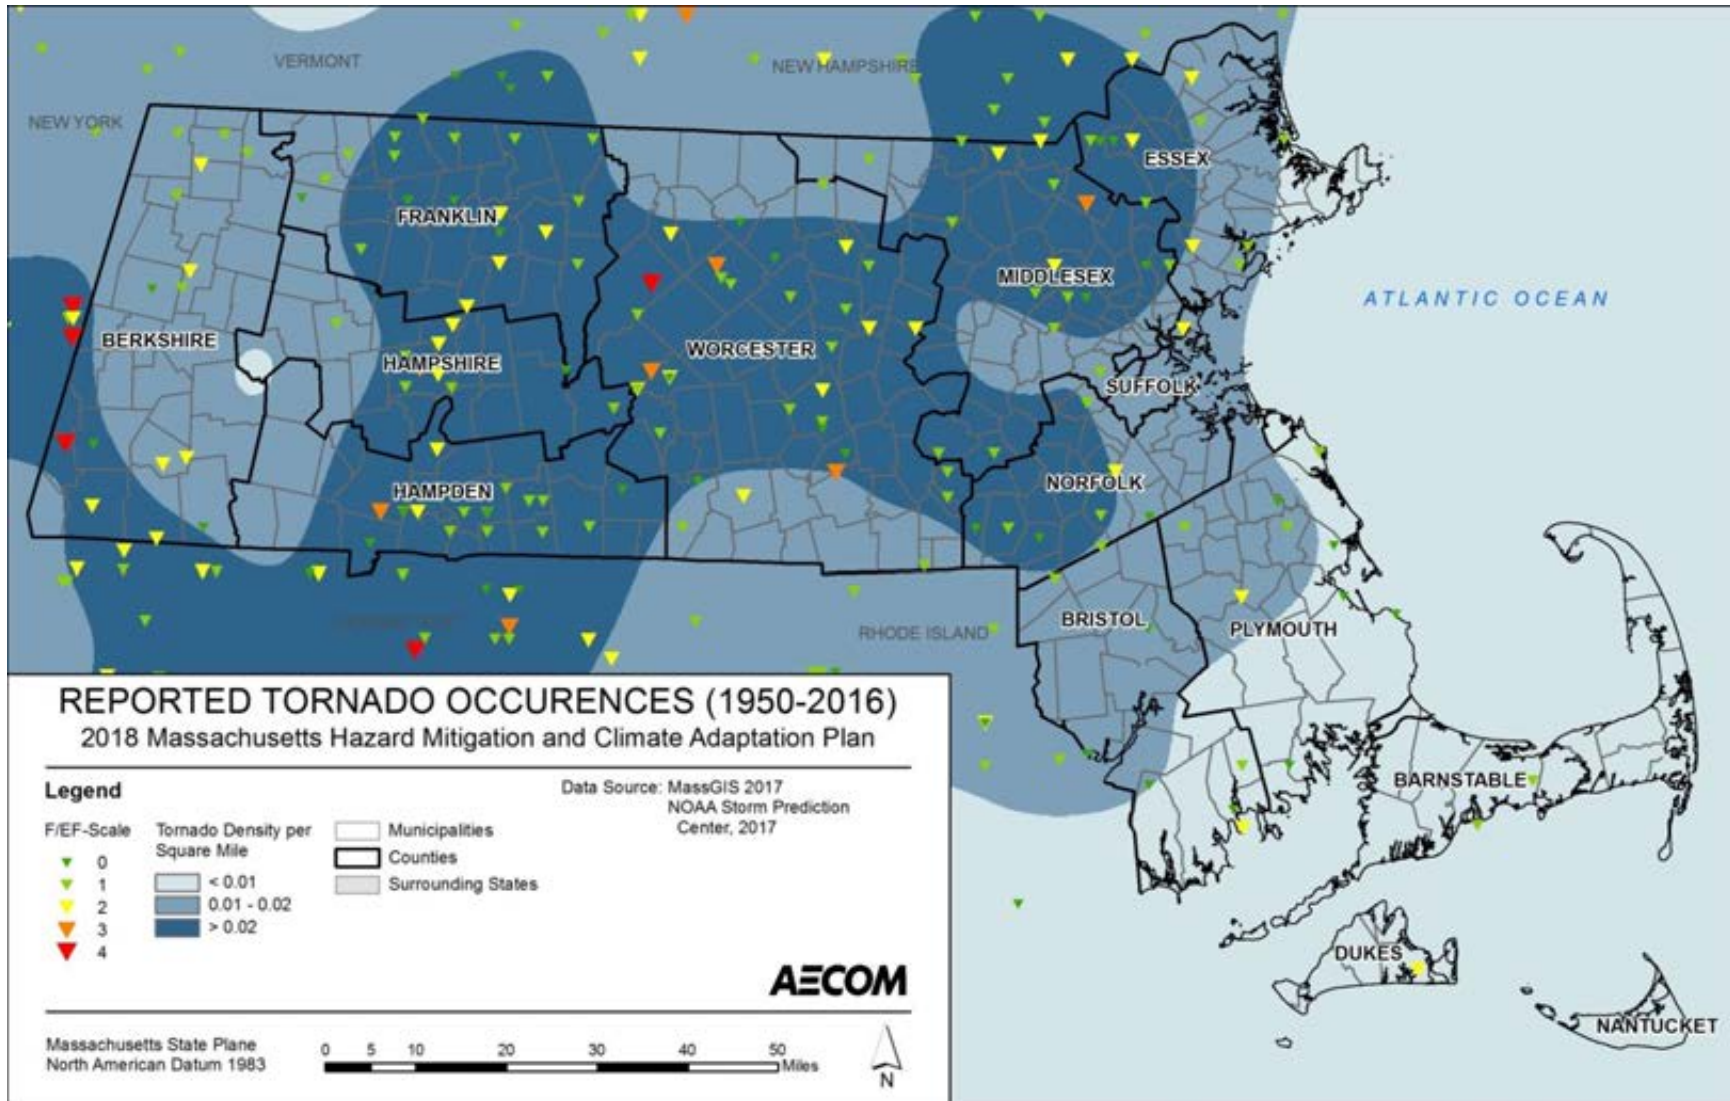 VERMONT
NEW HAMPSHIRE
NEW YORK
ESSEX
FRANKLIN
MIDDLESEX
ATLANTIC OCEAN
BERKSHIRE
WORCESTER
HAMPSHIRE
SUFFOLK
HAMPDEN
NORFOLK
BRISTOL
PLYMOUTH
RHODE ISLAND
BARNSTABLE
DUKES
NANTUCKET
REPORTED TORNADO OCCURENCES (1950-2016)
2018 Massachusetts Hazard Mitigation and Climate Adaptation Plan
Legend
Data Source: MassGIS 2017
NOAA Storm Prediction
Center, 2017
F/EF-Scale
0
1
2
3
4
Tornado Density per
Square Mile
< 0.01
0.01 - 0.02
> 0.02
Municipalities
Counties
Surrounding States
AECOM
Massachusetts State Plane
North American Datum 1983
0 5 10 20 30 40 50
Miles
N